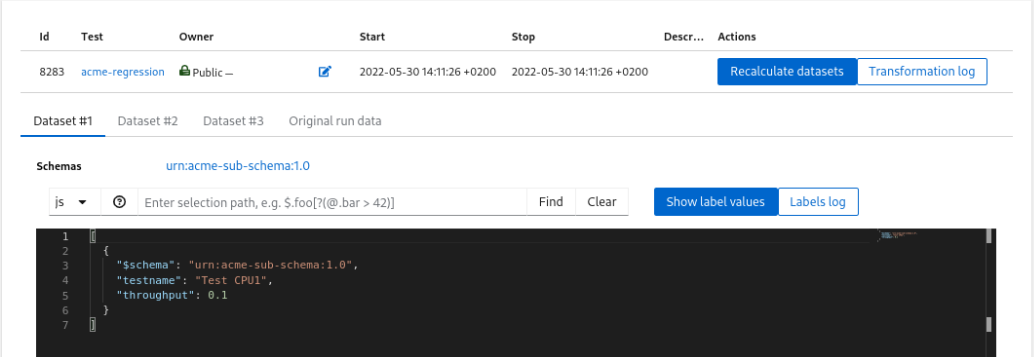 Id Test Owner Start Stop Descr... Actions
8283 acme-regression Public — 2022-05-30 14:11:26 +0200 2022-05-30 14:11:26 +0200 Recalculate datasets Transformation log
Dataset #1 Dataset #2 Dataset #3 Original run data
Schemas urn:acme-sub-schema:1.0
js Enter selection path, e.g. $.foo[?(@.bar > 42)] Find Clear Show label values Labels log
1 [
2 {
3 "$schema": "urn:acme-sub-schema:1.0",
4 "testname": "Test CPU1",
5 "throughput": 0.1
6 }
7 ]